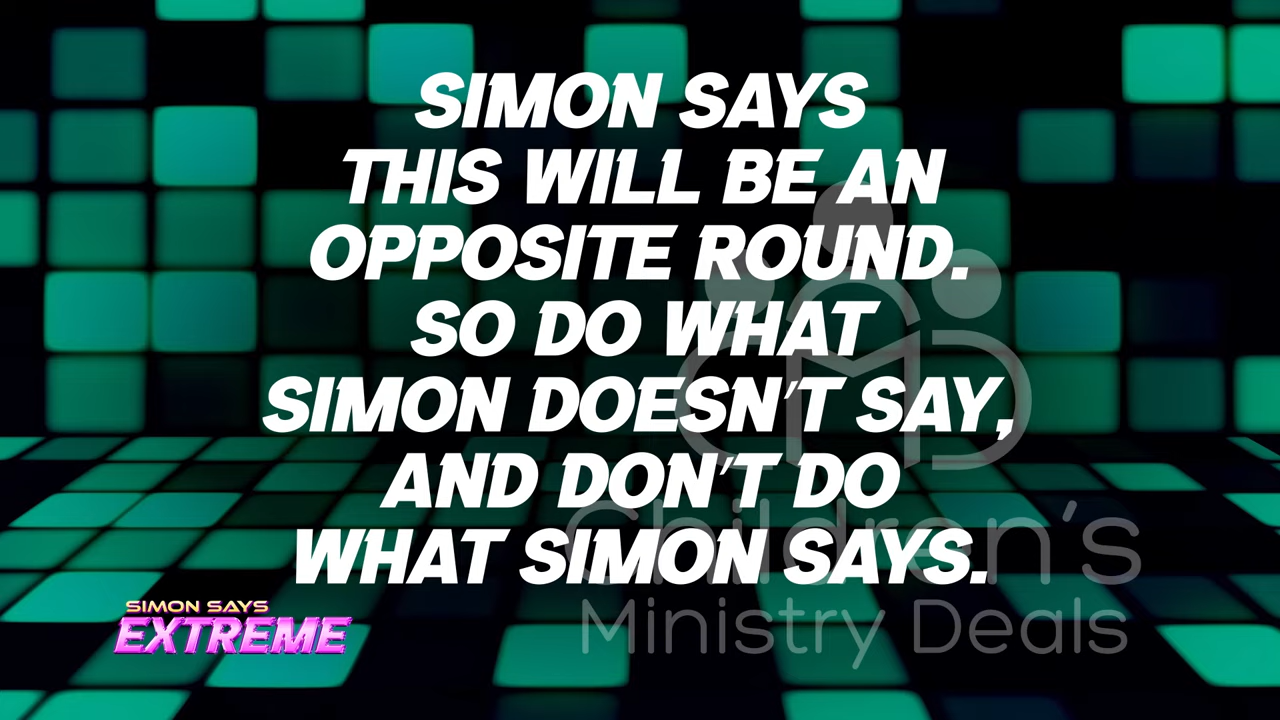 SIMON SAYS
THIS WILL BE AN
OPPOSITE ROUND.
SO DO WHAT
SIMON DOESN'T SAY,
AND DON'T DO
WHAT SIMON SAYS.
SIMON SAYS
EXTREME
Children's
Ministry Deals